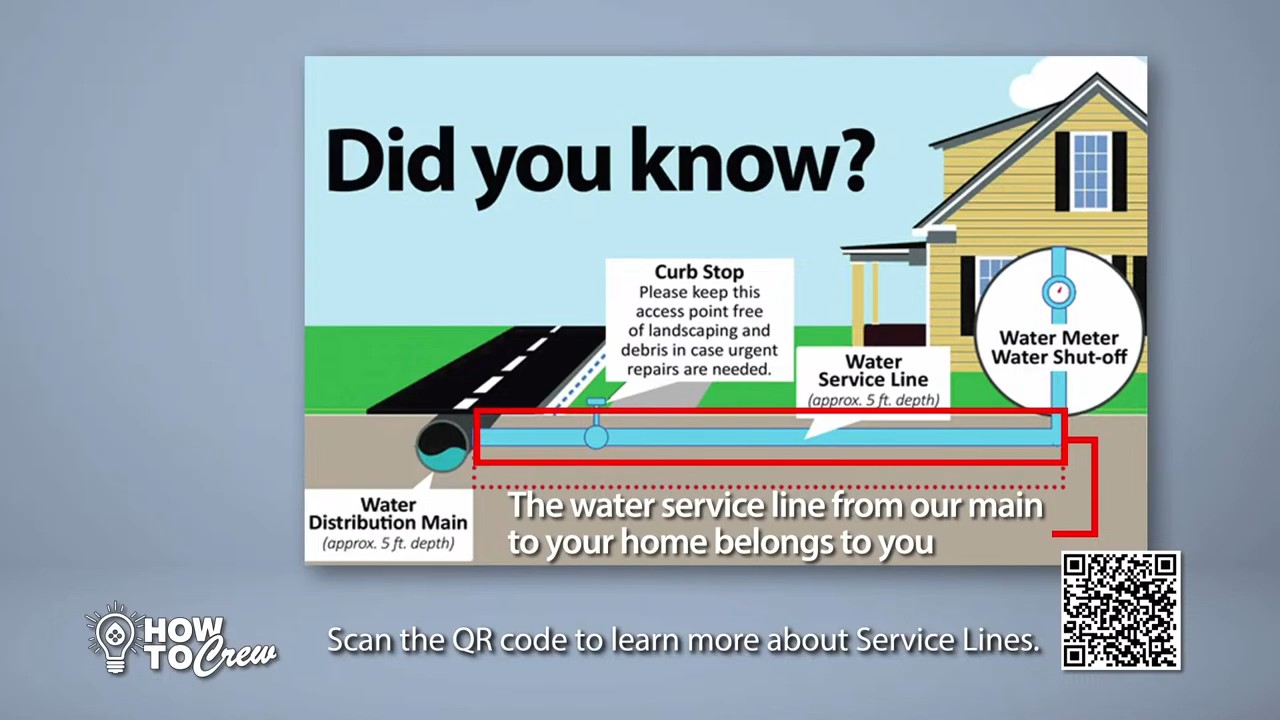 Did you know?
Curb Stop
Please keep this
access point free
of landscaping and
debris in case urgent
repairs are needed.
Water
Service Line
(approx. 5 ft. depth)
Water Meter
Water Shut-off
Water
Distribution Main
(approx. 5 ft. depth)
The water service line from our main
to your home belongs to you
HOW
TO Crew
Scan the QR code to learn more about Service Lines.